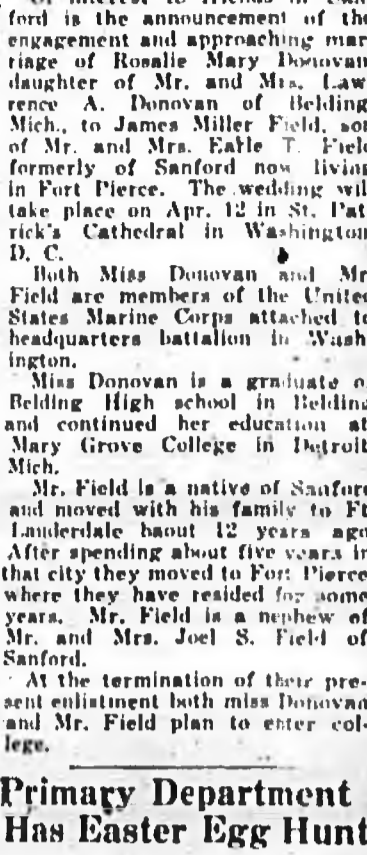 Of interest to friends in San-
ford is the announcement of the
engagement and approaching mar
riage of Rosalie Mary Donovan
daughter of Mr. and Mrs. Law
rence A. Donovan of Belding
Mich., to James Miller Field, son
of Mr. and Mrs. Earle T. Field
formerly of Sanford now living
in Fort Pierce. The wedding wil
take place on Apr. 12 in St. Pat
rick's Cathedral in Washington
D. C.
Both Miss Donovan and Mr
Field are members of the United
States Marine Corps attached to
headquarters battalion in Wash
ington.
Miss Donovan is a graduate of
Belding High school in Belding
and continued her education at
Mary Grove College in Detroit
Mich.
Mr. Field is a native of Sanford
and moved with his family to Ft
Lauderdale haout 12 years ago
After spending about five years in
that city they moved to Fort Pierce
where they have resided for some
years. Mr. Field is a nephew of
Mr. and Mrs. Joel S. Field of
Sanford.
At the termination of their pre-
sent enlistment both miss Donovan
and Mr. Field plan to enter col-
lege.
Primary Department
Has Easter Egg Hunt